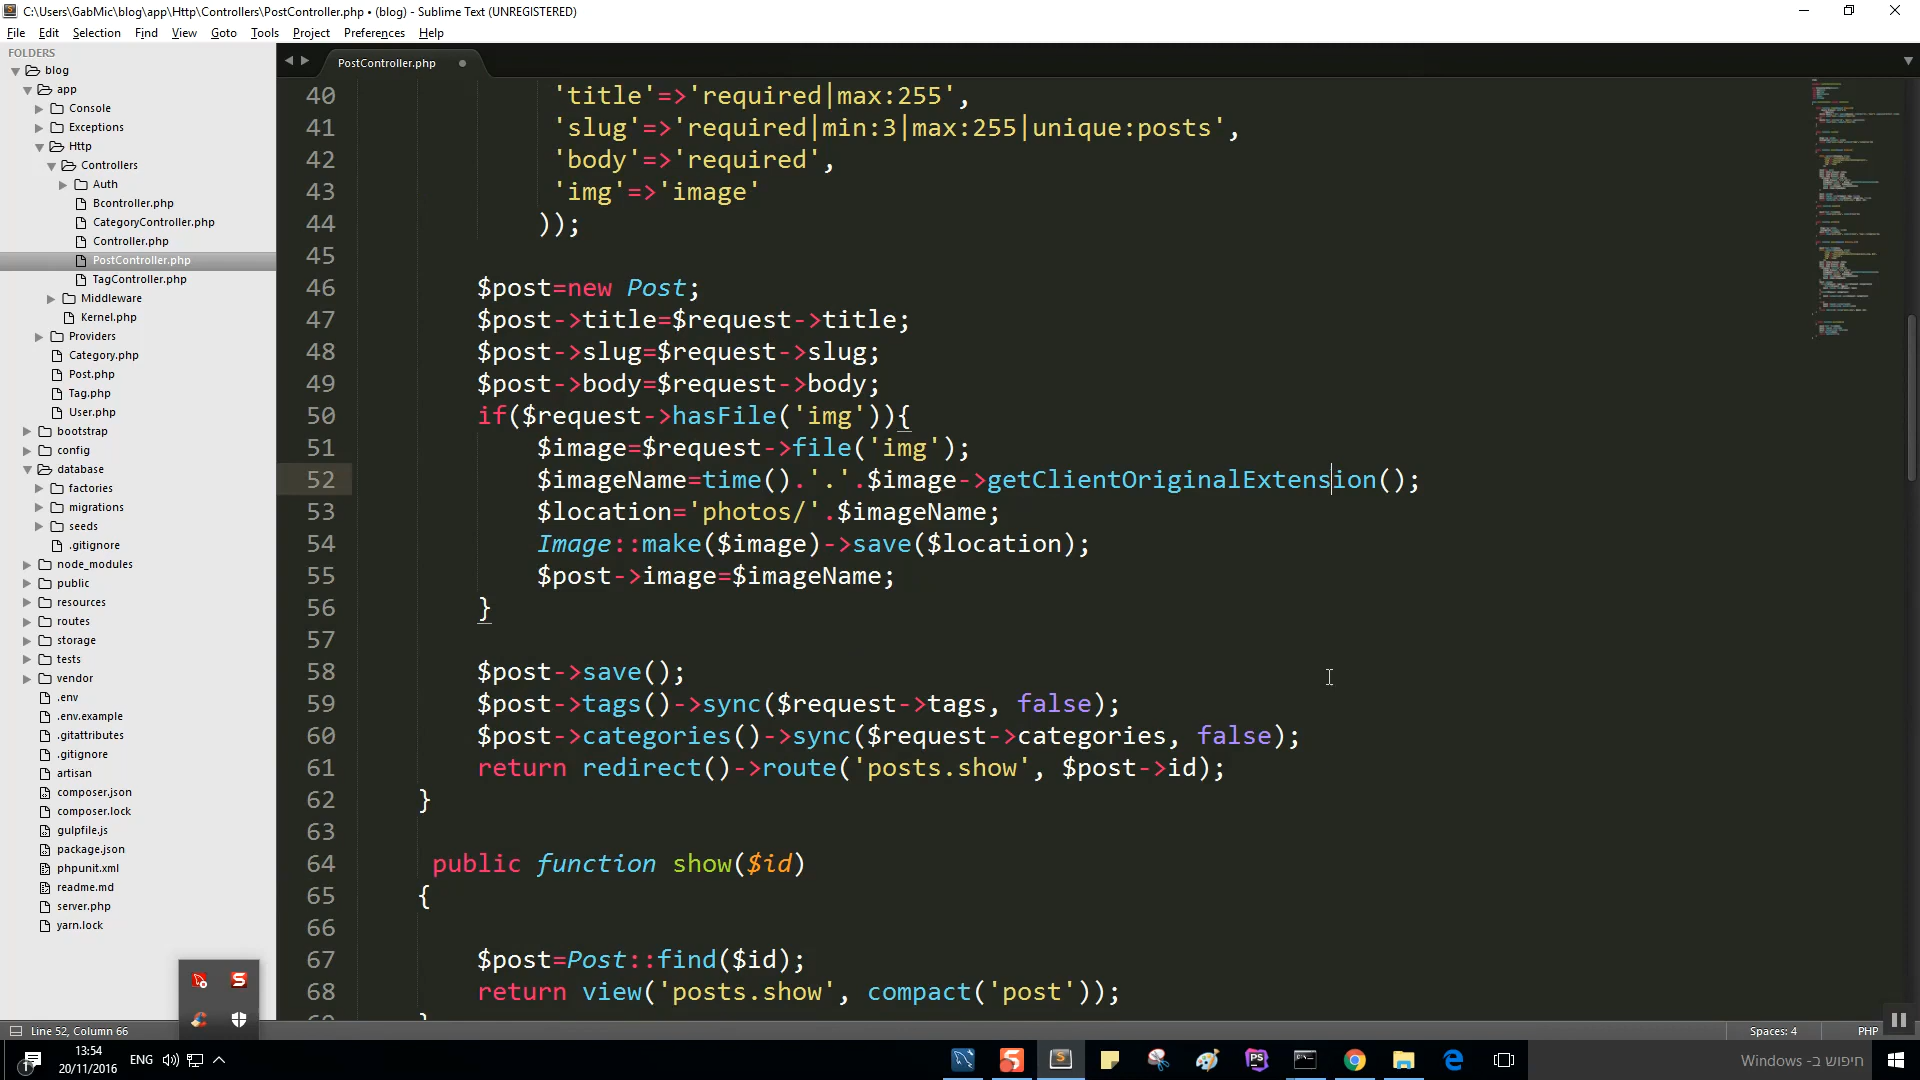 C:\Users\GabMic\blog\app\Http\Controllers\PostController.php • (blog) - Sublime Text (UNREGISTERED)
File Edit Selection Find View Goto Tools Project Preferences Help
FOLDERS
blog
app
Console
Exceptions
Http
Controllers
Auth
Bcontroller.php
CategoryController.php
Controller.php
PostController.php
TagController.php
Middleware
Kernel.php
Providers
Category.php
Post.php
Tag.php
User.php
bootstrap
config
database
factories
migrations
seeds
.gitignore
node_modules
public
resources
routes
storage
tests
vendor
.env
.env.example
.gitattributes
.gitignore
artisan
composer.json
composer.lock
gulpfile.js
package.json
phpunit.xml
readme.md
server.php
yarn.lock
PostController.php
40 'title'=>'required|max:255',
41 'slug'=>'required|min:3|max:255|unique:posts',
42 'body'=>'required',
43 'img'=>'image'
44 ));
45
46 $post=new Post;
47 $post->title=$request->title;
48 $post->slug=$request->slug;
49 $post->body=$request->body;
50 if($request->hasFile('img')){
51 $image=$request->file('img');
52 $imageName=time().'.'.$image->getClientOriginalExtension();
53 $location='photos/'.$imageName;
54 Image::make($image)->save($location);
55 $post->image=$imageName;
56 }
57
58 $post->save();
59 $post->tags()->sync($request->tags, false);
60 $post->categories()->sync($request->categories, false);
61 return redirect()->route('posts.show', $post->id);
62 }
63
64 public function show($id)
65 {
66
67 $post=Post::find($id);
68 return view('posts.show', compact('post'));
Line 52, Column 66
Spaces: 4
PHP
13:54
20/11/2016
ENG
חיפוש ב- Windows